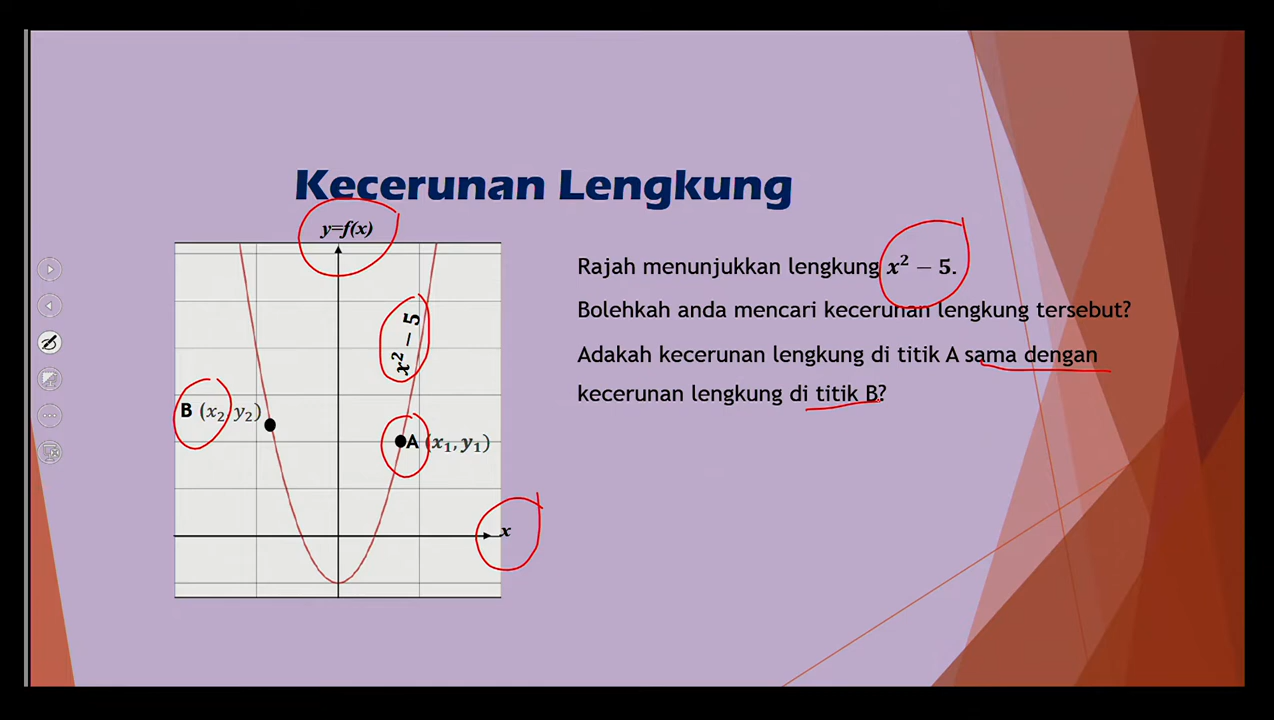 Kecerunan Lengkung
y=f(x)
x² − 5
B (x₂, y₂)
A (x₁, y₁)
x
Rajah menunjukkan lengkung x² − 5.
Bolehkah anda mencari kecerunan lengkung tersebut?
Adakah kecerunan lengkung di titik A sama dengan
kecerunan lengkung di titik B?